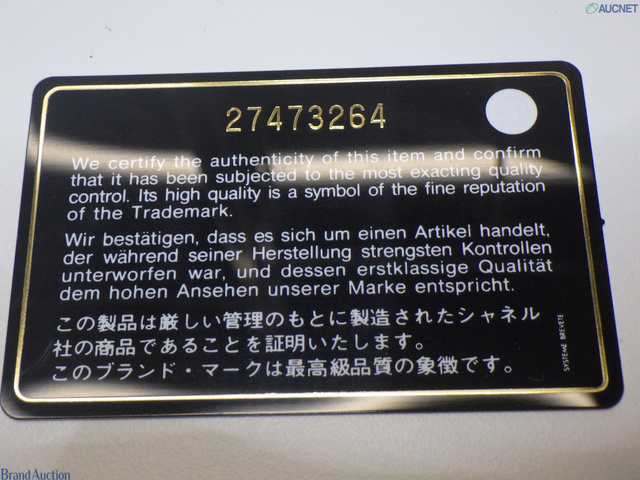 AUCNET
27473264
We certify the authenticity of this item and confirm
that it has been subjected to the most exacting quality
control. Its high quality is a symbol of the fine reputation
of the Trademark.
Wir bestätigen, dass es sich um einen Artikel handelt,
der während seiner Herstellung strengsten Kontrollen
unterworfen war, und dessen erstklassige Qualität
dem hohen Ansehen unserer Marke entspricht.
この製品は厳しい管理のもとに製造されたシャネル
社の商品であることを証明いたします。
このブランド・マークは最高級品質の象徴です。
SYSTEME BREVETE
Brand Auction